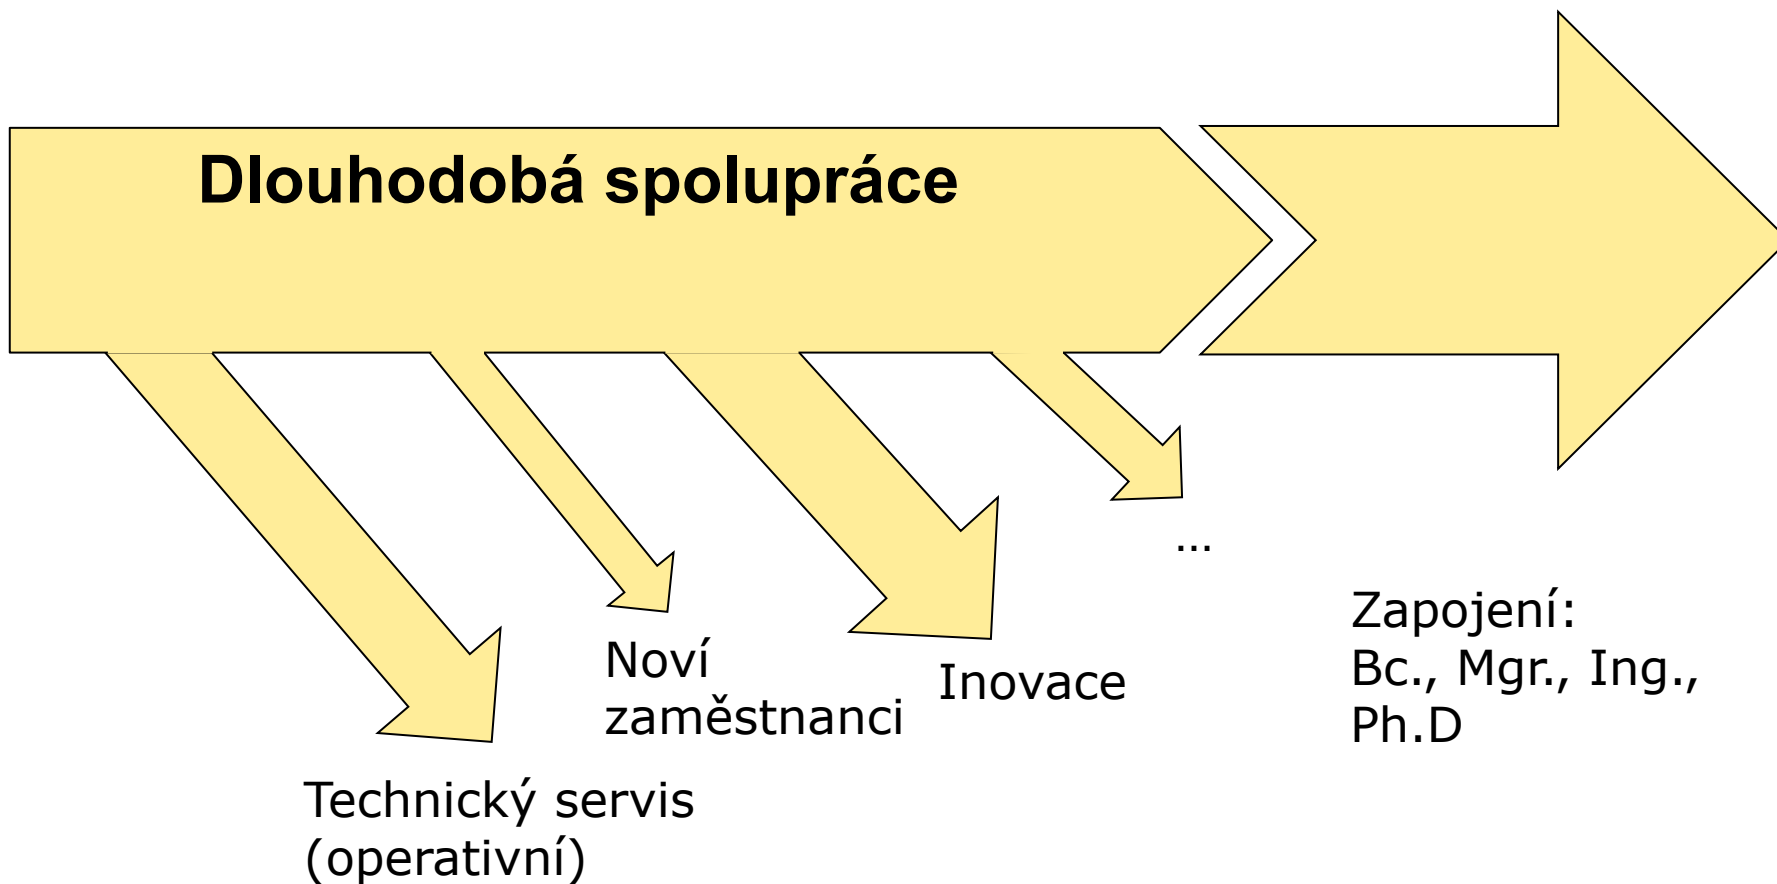 Dlouhodobá spolupráce
...
Noví
zaměstnanci
Inovace
Zapojení:
Bc., Mgr., Ing.,
Ph.D
Technický servis
(operativní)